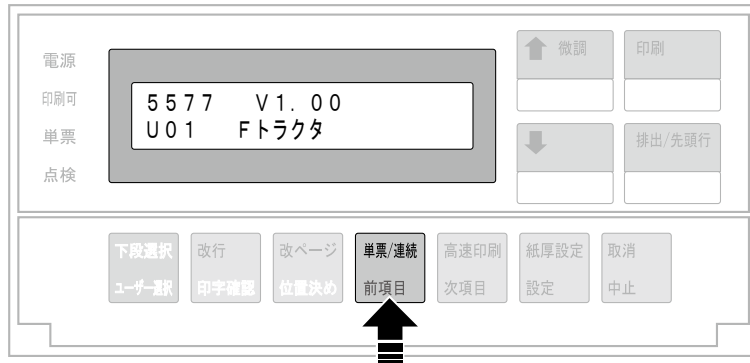 電源
印刷可
単票
点検
5577 V1.00
U01 Fトラクタ
微調
印刷
排出/先頭行
下段選択
ユーザー選択
改行
印字確認
改ページ
位置決め
単票/連続
前項目
高速印刷
次項目
紙厚設定
設定
取消
中止